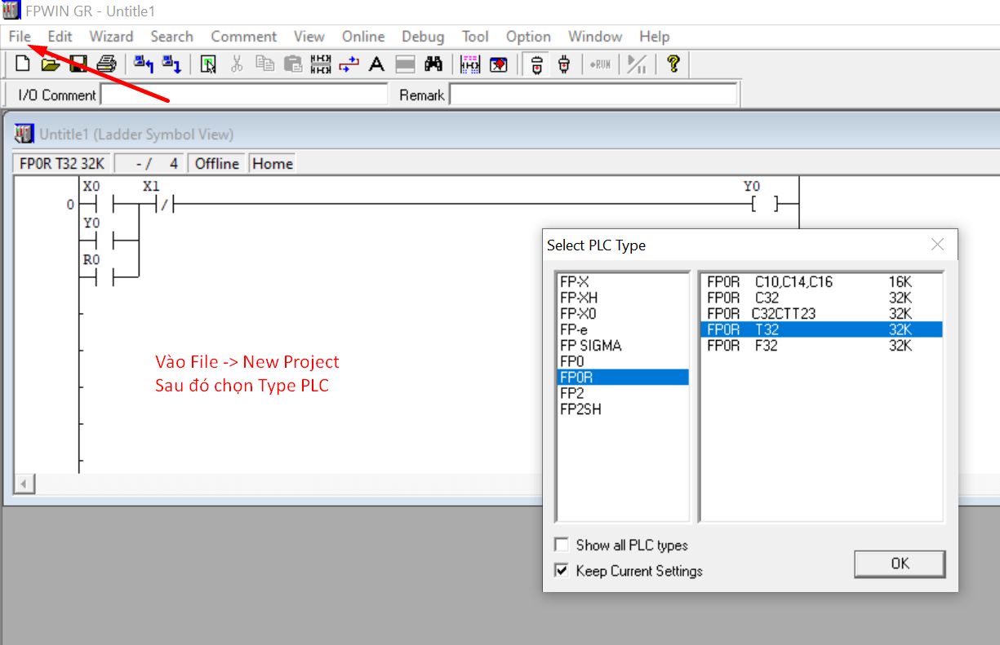 FPWIN GR - Untitle1
File Edit Wizard Search Comment View Online Debug Tool Option Window Help
RUN
I/O Comment Remark
Untitle1 (Ladder Symbol View)
FP0R T32 32K - / 4 Offline Home
X0 X1 Y0
0
Y0
R0
Vào File -> New Project
Sau đó chọn Type PLC
Select PLC Type
FP-X
FP-XH
FP-X0
FP-e
FP SIGMA
FP0
FP0R
FP2
FP2SH
FP0R C10,C14,C16 16K
FP0R C32 32K
FP0R C32CTT23 32K
FP0R T32 32K
FP0R F32 32K
Show all PLC types
Keep Current Settings
OK